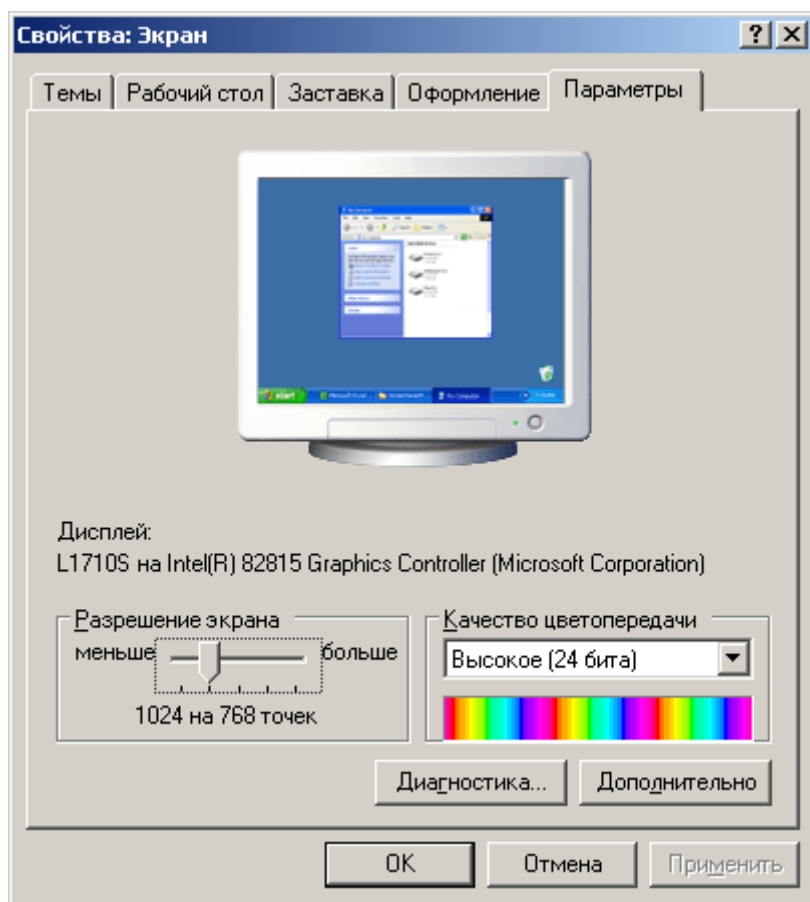 Свойства: Экран
Темы Рабочий стол Заставка Оформление Параметры
start
Дисплей:
L1710S на Intel(R) 82815 Graphics Controller (Microsoft Corporation)
Разрешение экрана
меньше больше
1024 на 768 точек
Качество цветопередачи
Высокое (24 бита)
Диагностика... Дополнительно
OK Отмена Применить